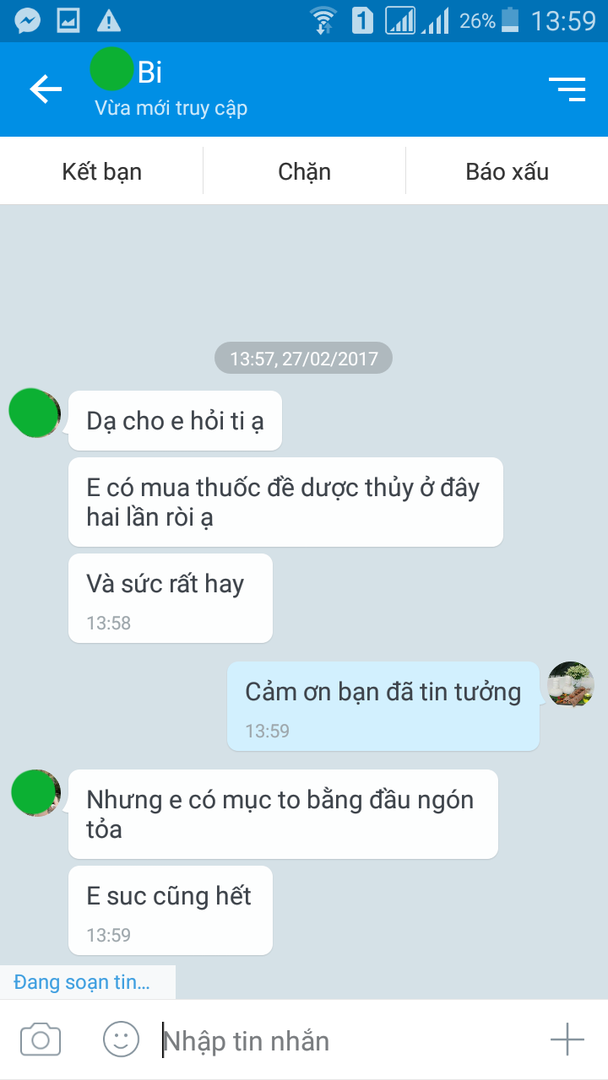 1
26%
13:59
Bi
Vừa mới truy cập
Kết bạn
Chặn
Báo xấu
13:57, 27/02/2017
Dạ cho e hỏi ti ạ
E có mua thuốc đề dược thủy ở đây
hai lần ròi ạ
Và sức rất hay
13:58
Cảm ơn bạn đã tin tưởng
13:59
Nhưng e có mục to bằng đầu ngón
tỏa
E suc cũng hết
13:59
Đang soạn tin...
Nhập tin nhắn